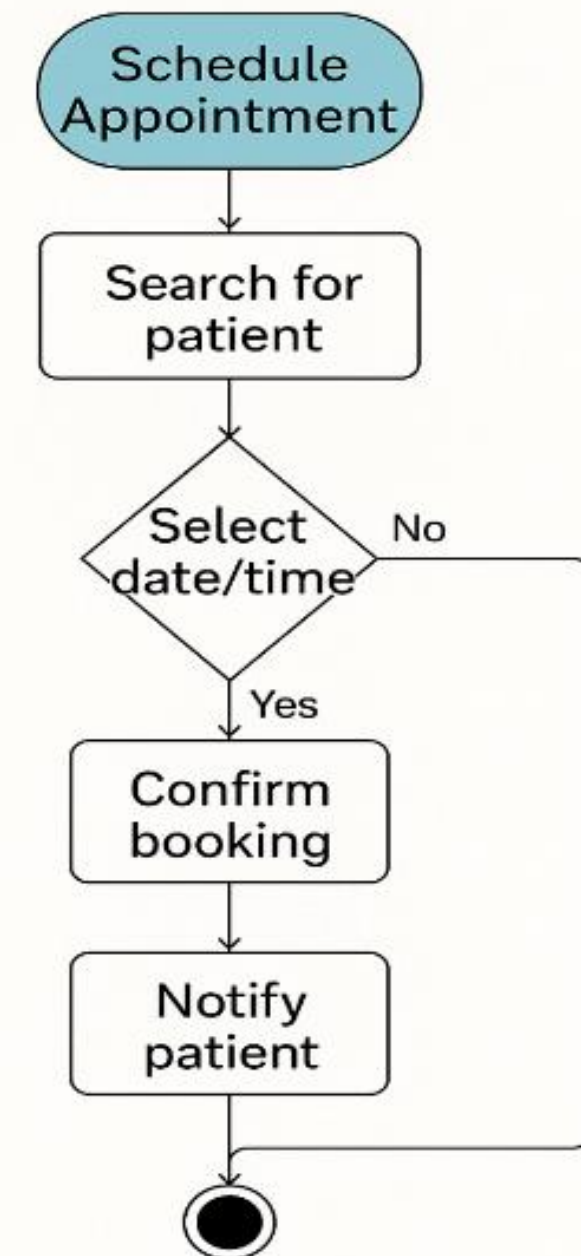 Schedule
Appointment
Search for
patient
Select
date/time
No
Yes
Confirm
booking
Notify
patient